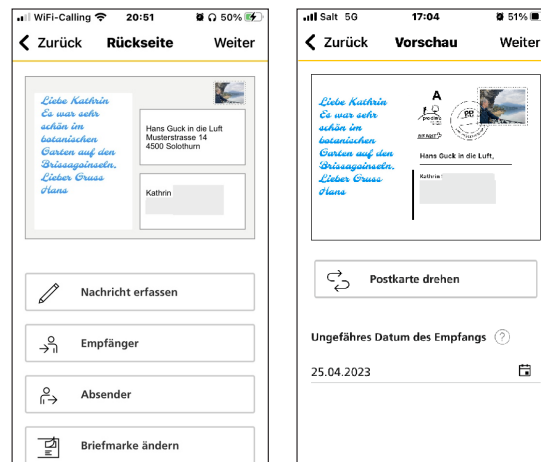 WiFi-Calling 20:51 50%
Zurück Rückseite Weiter
Liebe Kathrin
Es war sehr
schön im
botanischen
Garten auf den
Brissagoinseln.
Lieber Gruss
Hans
Hans Guck in die Luft
Musterstrasse 14
4500 Solothurn
Kathrin
Nachricht erfassen
Empfänger
Absender
Briefmarke ändern
Salt 5G 17:04 51%
Zurück Vorschau Weiter
Liebe Kathrin
Es war sehr
schön im
botanischen
Garten auf den
Brissagoinseln.
Lieber Gruss
Hans
A
PP
Hans Guck in die Luft,
Kathrin
Postkarte drehen
Ungefähres Datum des Empfangs ?
25.04.2023